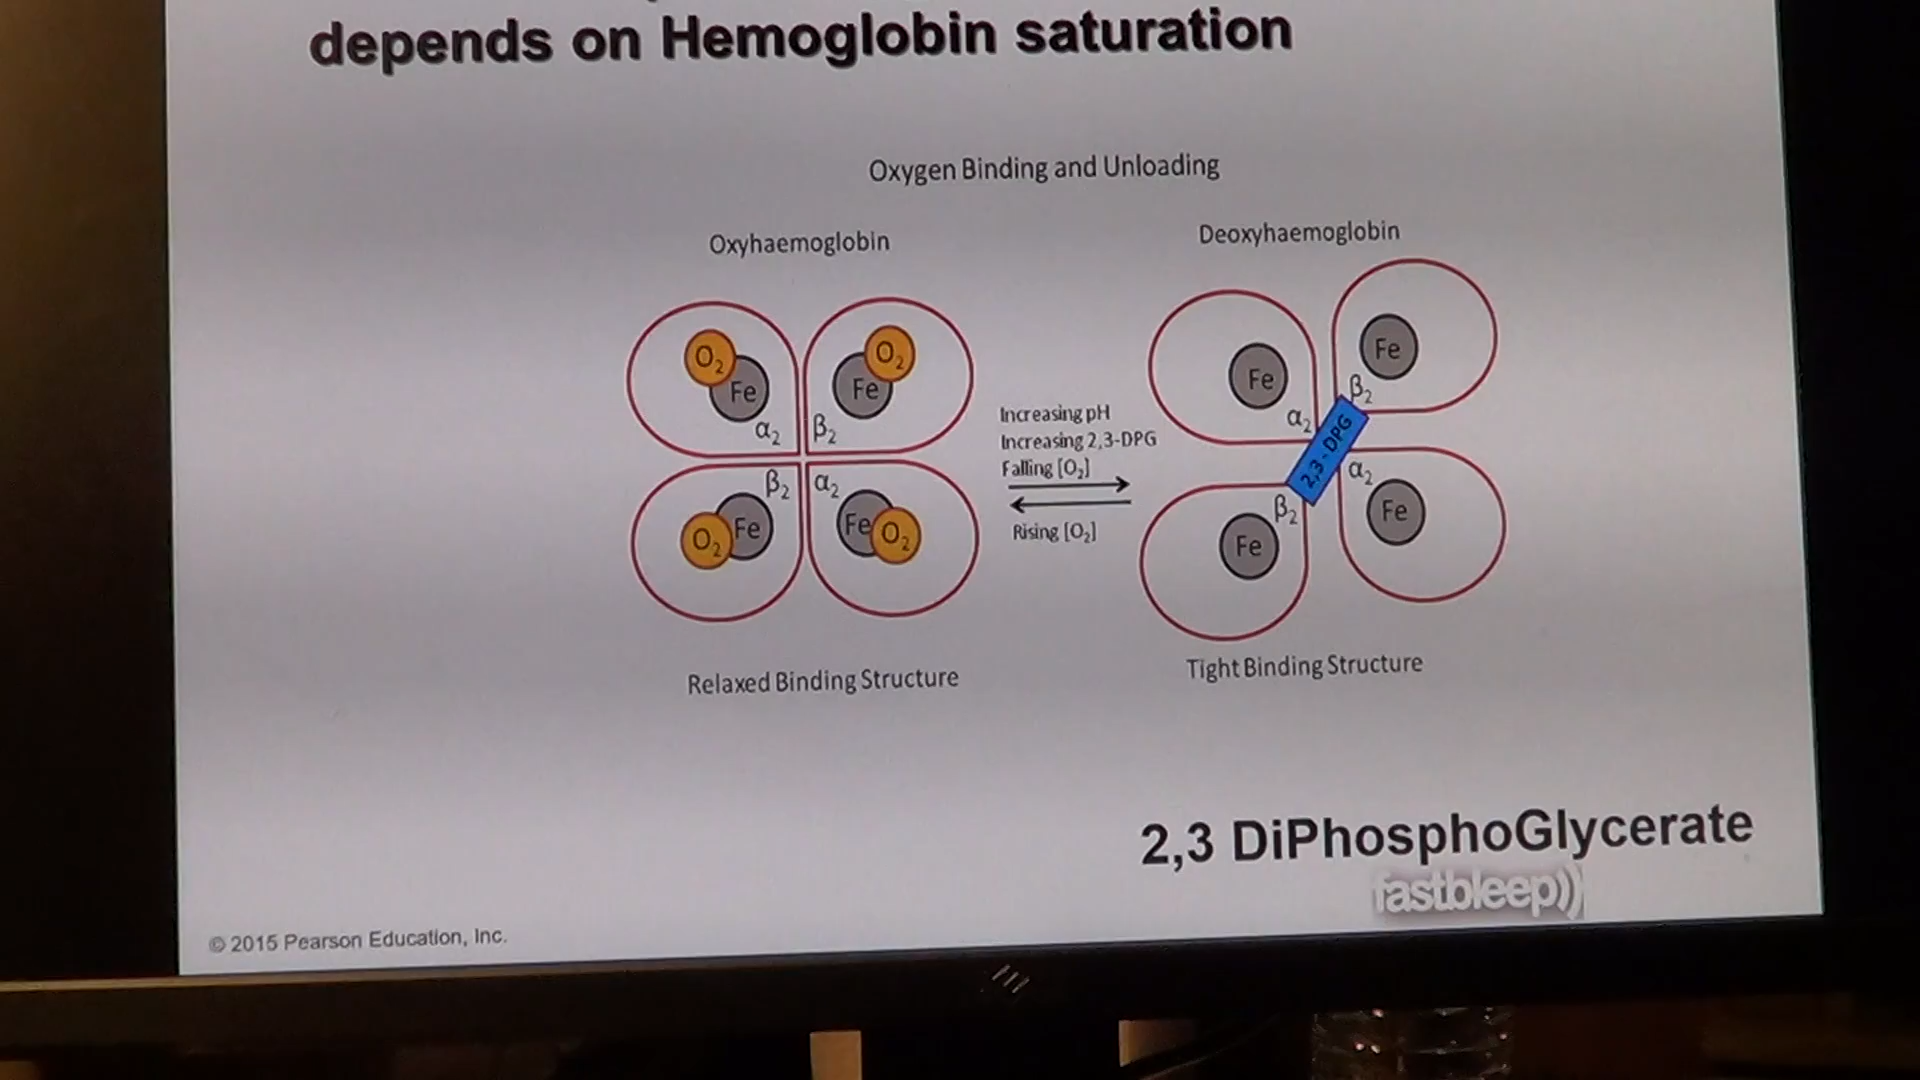 depends on Hemoglobin saturation
Oxygen Binding and Unloading
Oxyhaemoglobin
Deoxyhaemoglobin
O₂
Fe
α₂
O₂
Fe
β₂
β₂
Fe
O₂
α₂
Fe
O₂
Increasing pH
Increasing 2,3-DPG
Falling [O₂]
Rising [O₂]
Fe
α₂
Fe
β₂
2,3 - DPG
β₂
Fe
α₂
Fe
Relaxed Binding Structure
Tight Binding Structure
2,3 DiPhosphoGlycerate
fastbleep))
© 2015 Pearson Education, Inc.